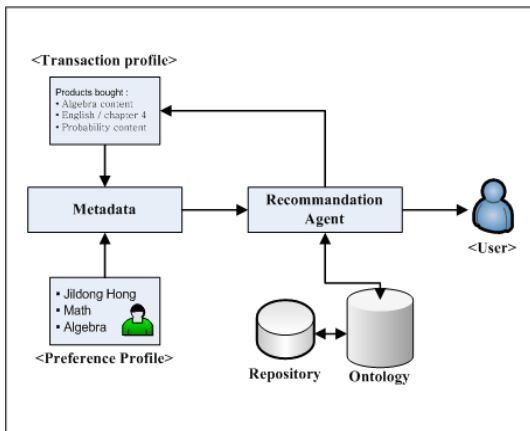 <Transaction profile>
Products bought :
• Algebra content
• English / chapter 4
• Probability content
Metadata
Recommandation
Agent
<User>
▪ Jildong Hong
▪ Math
▪ Algebra
<Preference Profile>
Repository
Ontology